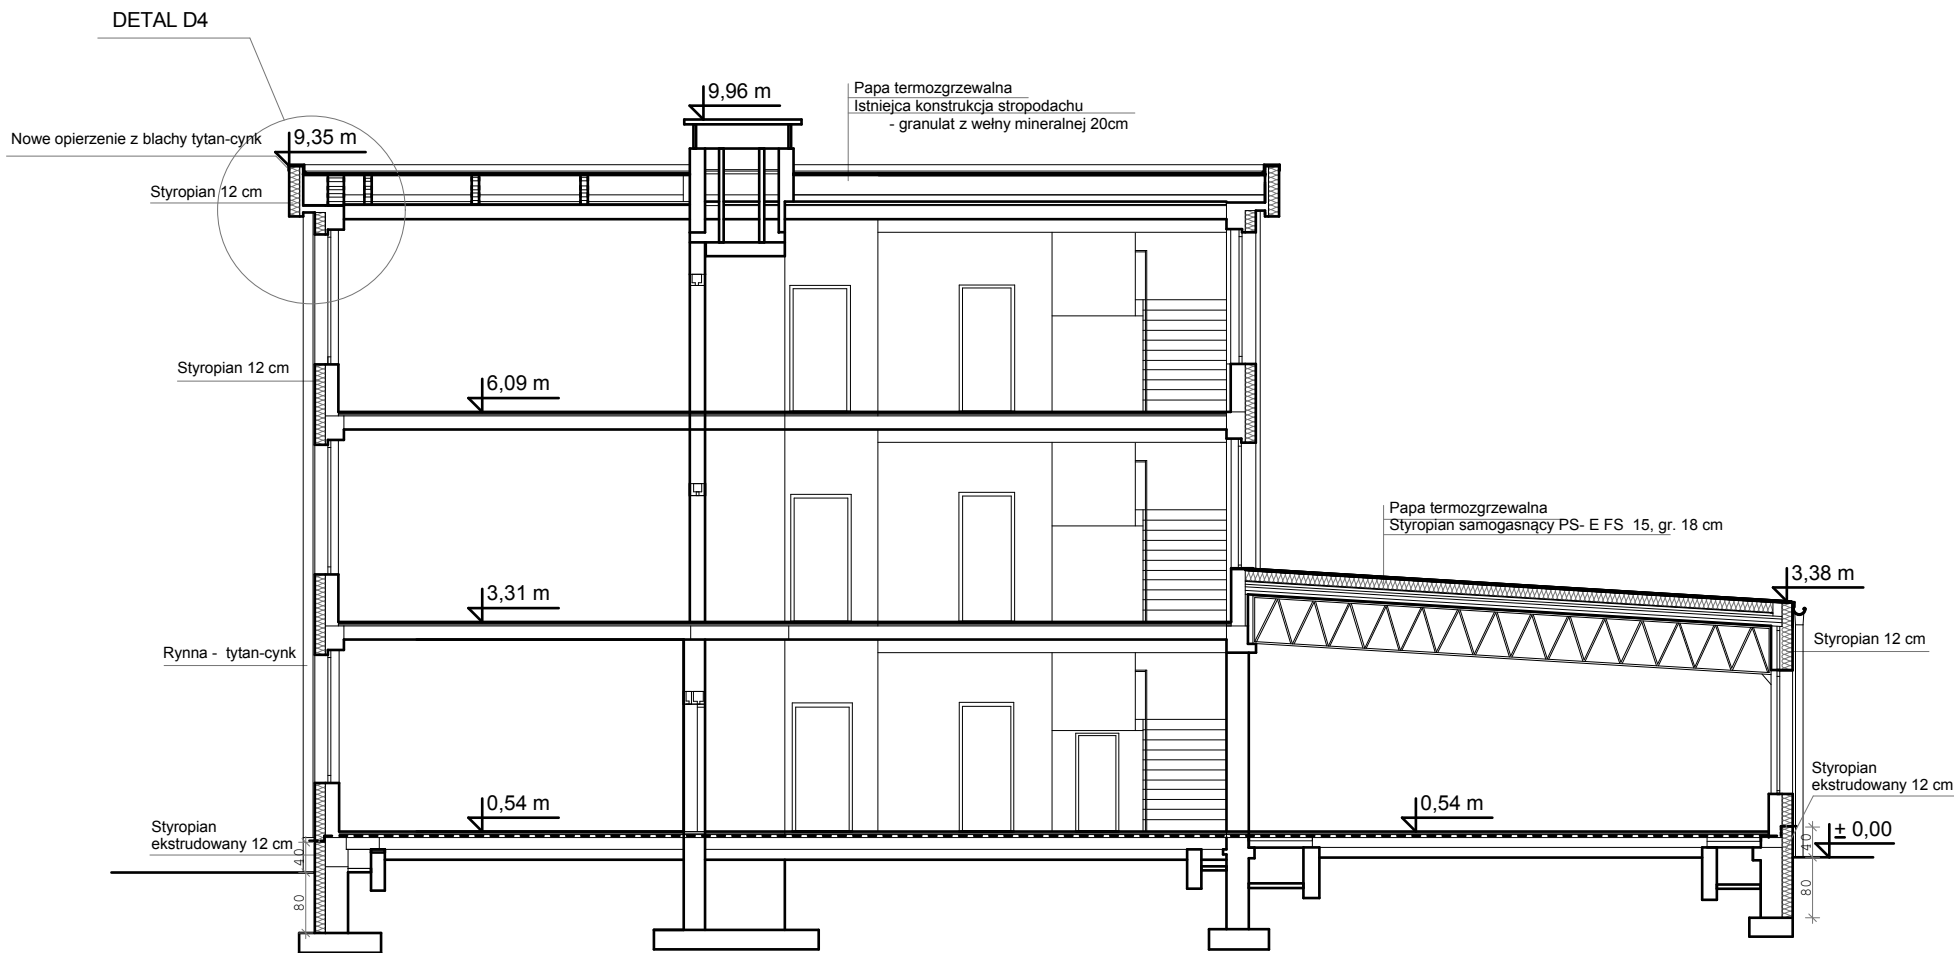 DETAL D4
9,96 m
Papa termozgrzewalna
Istniejca konstrukcja stropodachu
- granulat z wełny mineralnej 20cm
Nowe opierzenie z blachy tytan-cynk
9,35 m
Styropian 12 cm
Styropian 12 cm
6,09 m
Papa termozgrzewalna
Styropian samogasnący PS- E FS 15, gr. 18 cm
3,38 m
3,31 m
Rynna - tytan-cynk
Styropian 12 cm
Styropian
ekstrudowany 12 cm
0,54 m
0,54 m
Styropian
ekstrudowany 12 cm
± 0,00
40
80
40
80